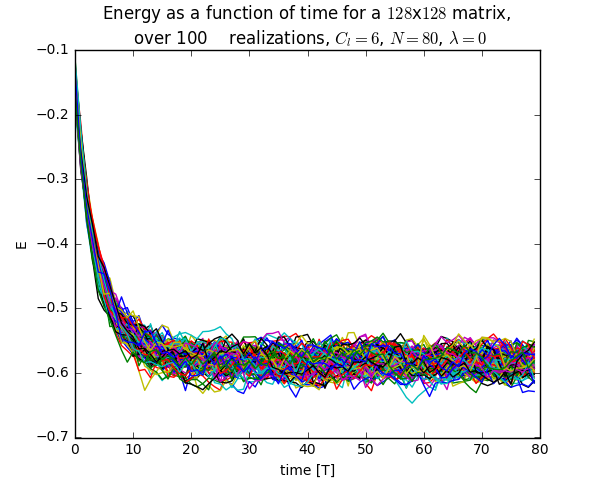 Energy as a function of time for a 128x128 matrix,
over 100    realizations, C_l = 6, N = 80, λ = 0
−0.1
−0.2
−0.3
−0.4
−0.5
−0.6
−0.7
E
0 10 20 30 40 50 60 70 80
time [T]